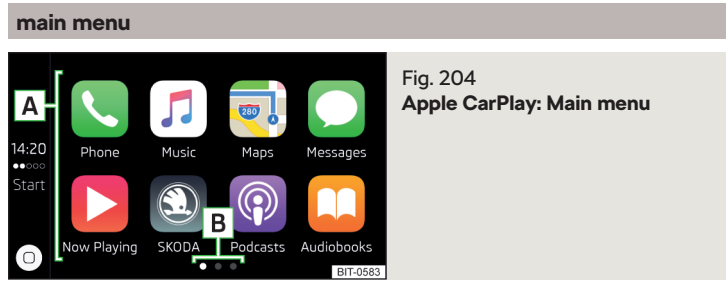 main menu
A
14:20
Start
Phone Music Maps Messages
280
Now Playing SKODA Podcasts Audiobooks
B
BIT-0583
Fig. 204
Apple CarPlay: Main menu